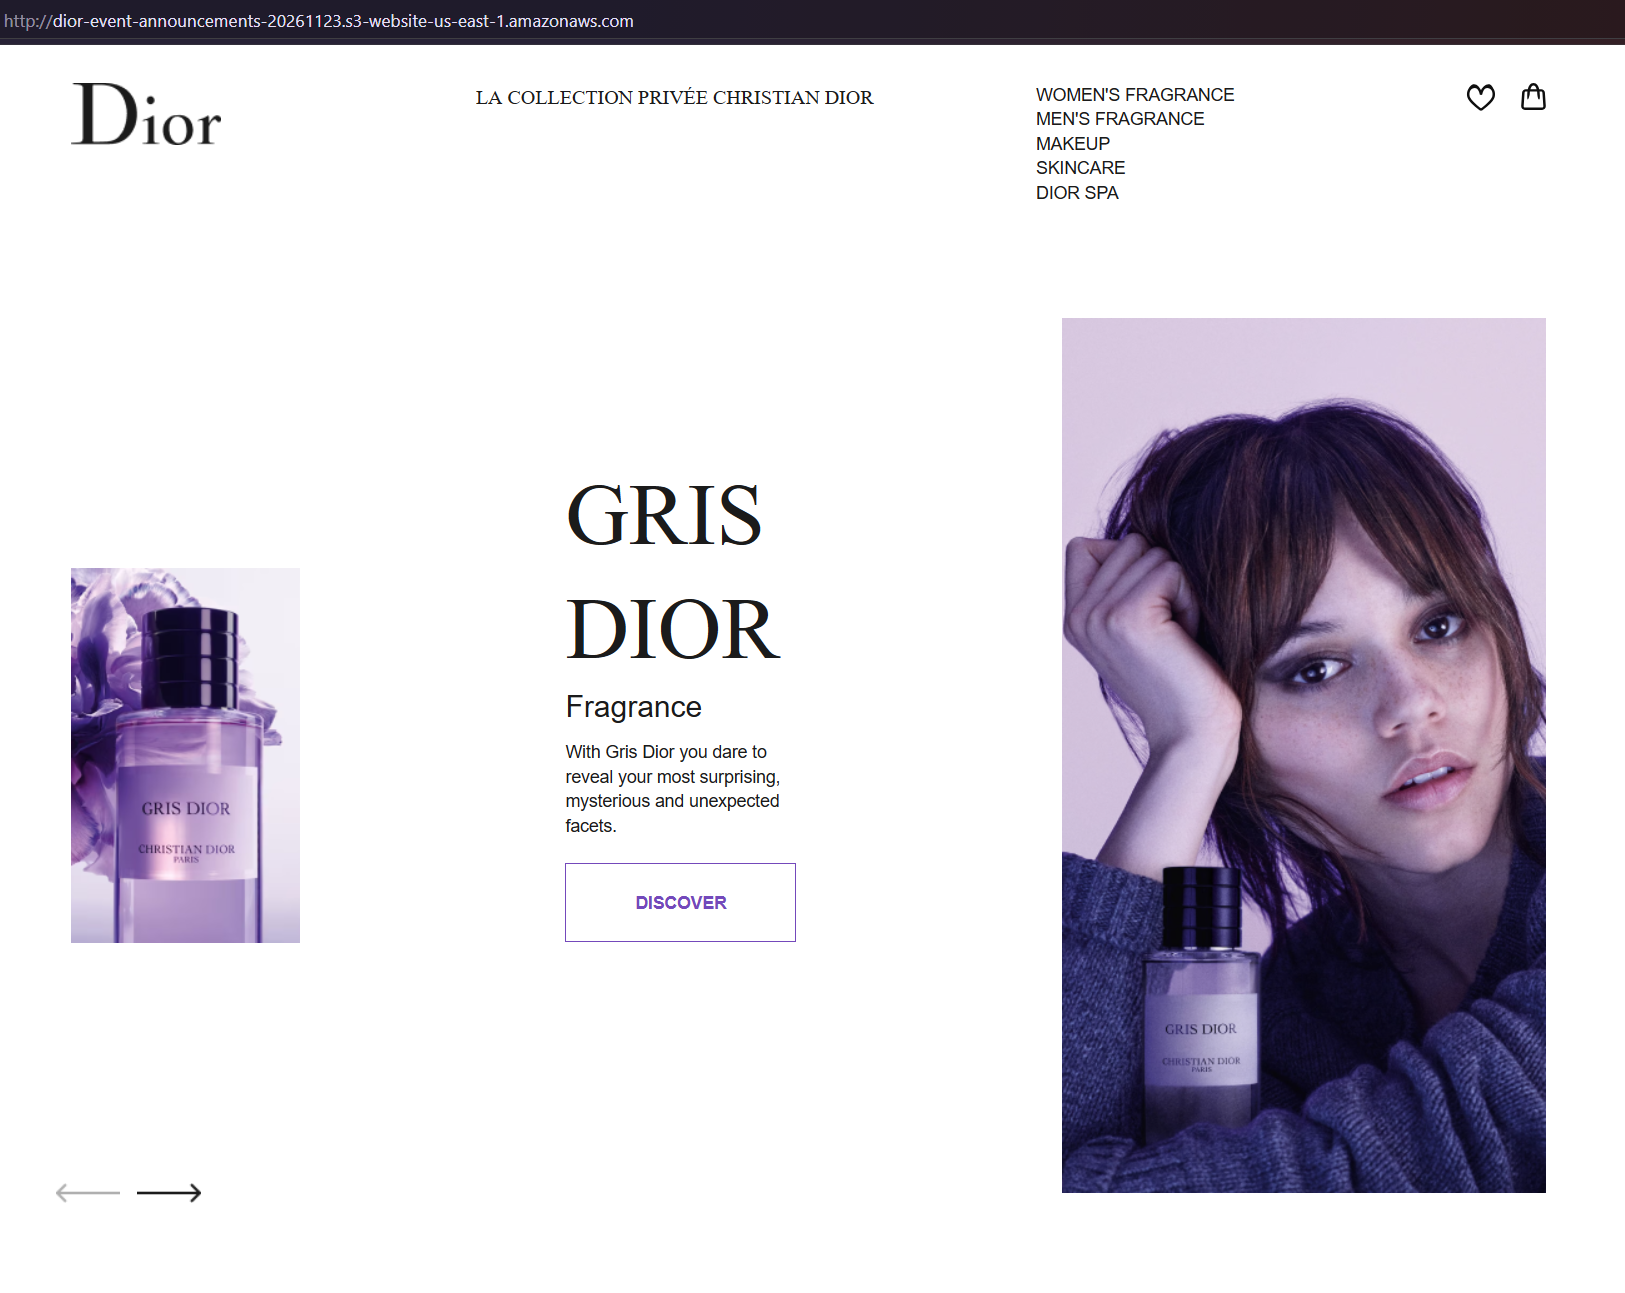 http://dior-event-announcements-20261123.s3-website-us-east-1.amazonaws.com
Dior
LA COLLECTION PRIVÉE CHRISTIAN DIOR
WOMEN'S FRAGRANCE
MEN'S FRAGRANCE
MAKEUP
SKINCARE
DIOR SPA
GRIS DIOR
CHRISTIAN DIOR
PARIS
GRIS
DIOR
Fragrance
With Gris Dior you dare to
reveal your most surprising,
mysterious and unexpected
facets.
DISCOVER
GRIS DIOR
CHRISTIAN DIOR
PARIS